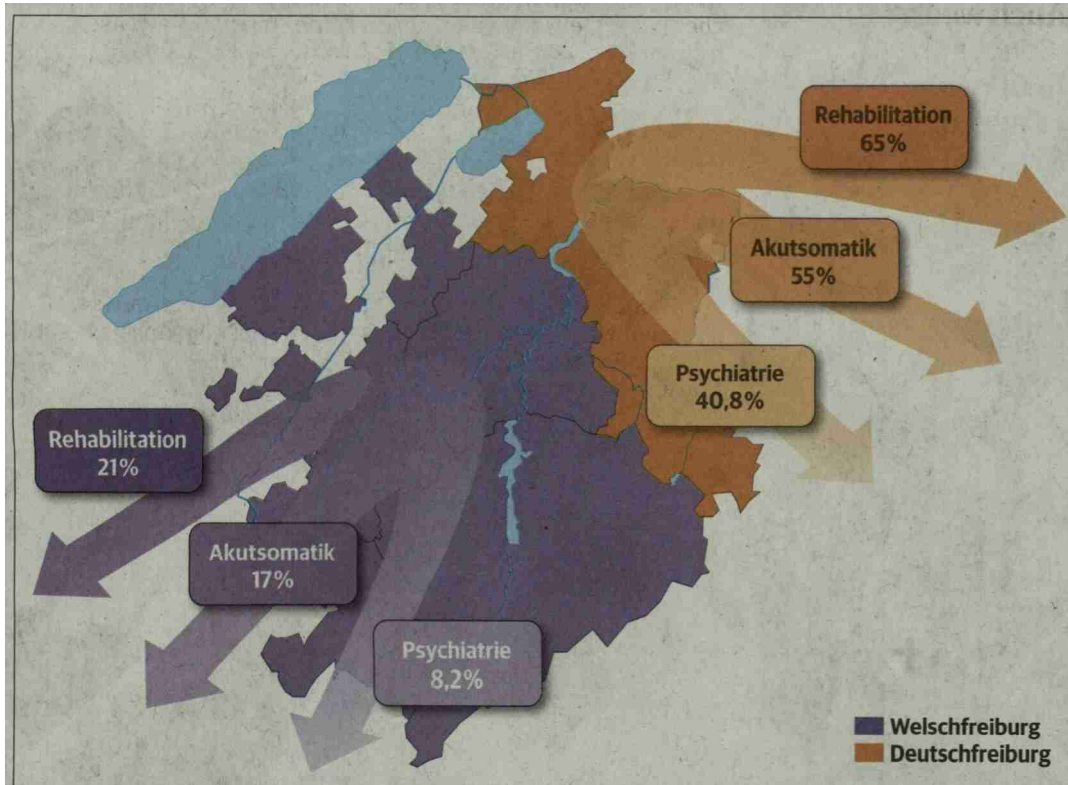 Rehabilitation
65%
Akutsomatik
55%
Psychiatrie
40,8%
Rehabilitation
21%
Akutsomatik
17%
Psychiatrie
8,2%
Welschfreiburg
Deutschfreiburg